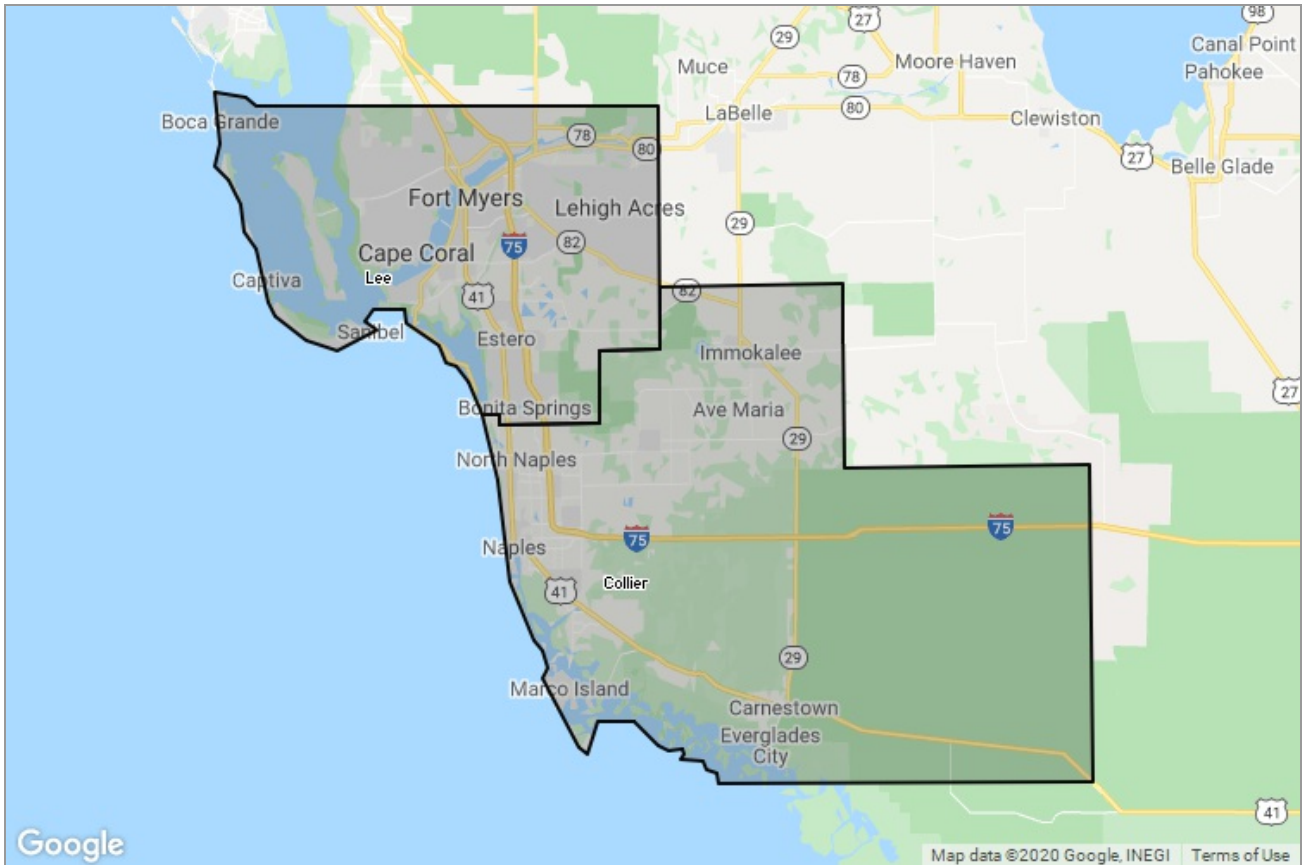 98
27
29
Canal Point
Muce
Moore Haven
Pahokee
78
LaBelle
80
Clewiston
Boca Grande
78
80
27
Belle Glade
Fort Myers
Lehigh Acres
29
75
82
Cape Coral
Lee
Captiva
41
82
Sanibel
Estero
Immokalee
27
Bonita Springs
Ave Maria
29
North Naples
75
75
Naples
Collier
41
29
Marco Island
Carnestown
Everglades
City
41
Google
Map data ©2020 Google, INEGI
Terms of Use